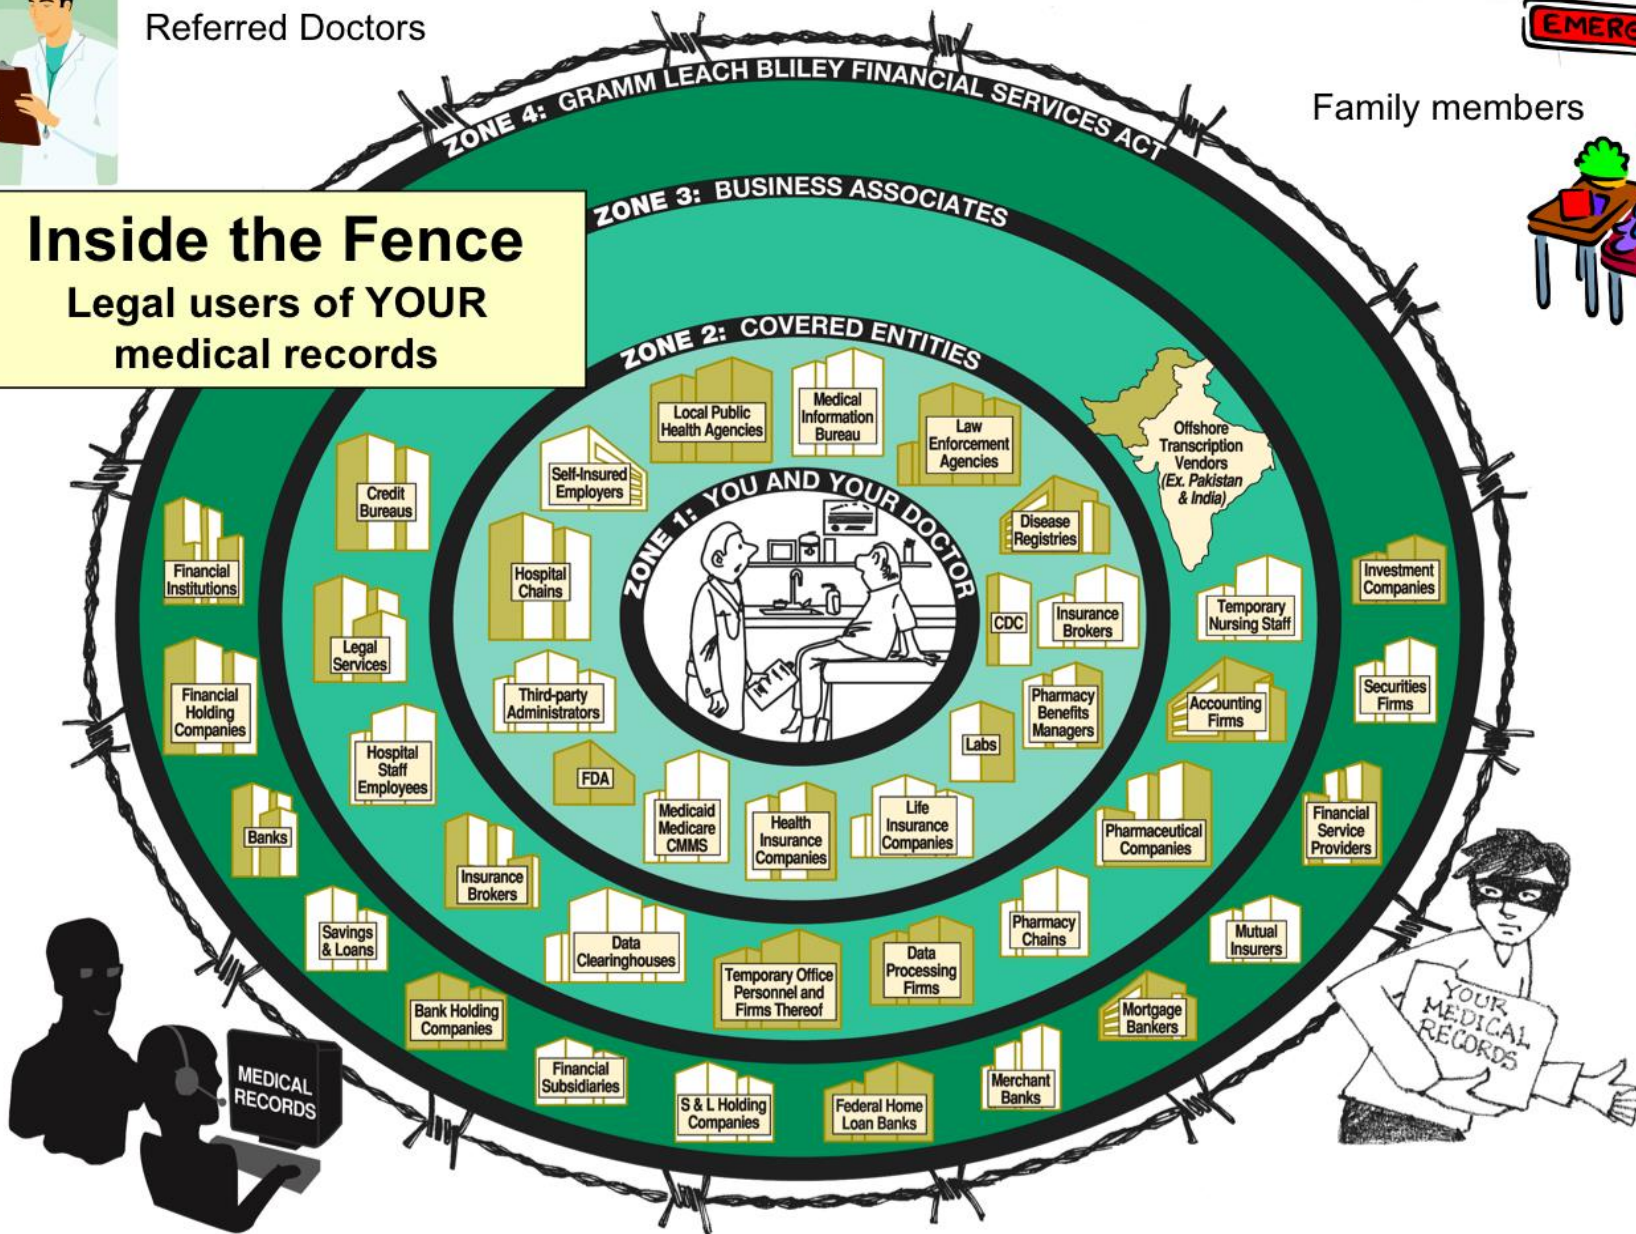 Referred Doctors
EMERG
Family members
Inside the Fence
Legal users of YOUR
medical records
ZONE 4: GRAMM LEACH BLILEY FINANCIAL SERVICES ACT
ZONE 3: BUSINESS ASSOCIATES
ZONE 2: COVERED ENTITIES
ZONE 1: YOU AND YOUR DOCTOR
Local Public
Health Agencies
Medical
Information
Bureau
Law
Enforcement
Agencies
Self-Insured
Employers
Disease
Registries
Hospital
Chains
CDC
Insurance
Brokers
Third-party
Administrators
Pharmacy
Benefits
Managers
Labs
FDA
Medicaid
Medicare
CMMS
Health
Insurance
Companies
Life
Insurance
Companies
Offshore
Transcription
Vendors
(Ex. Pakistan
& India)
Credit
Bureaus
Legal
Services
Temporary
Nursing Staff
Accounting
Firms
Hospital
Staff
Employees
Pharmaceutical
Companies
Insurance
Brokers
Pharmacy
Chains
Data
Clearinghouses
Temporary Office
Personnel and
Firms Thereof
Data
Processing
Firms
Financial
Institutions
Investment
Companies
Financial
Holding
Companies
Securities
Firms
Banks
Financial
Service
Providers
Savings
& Loans
Mutual
Insurers
Bank Holding
Companies
Mortgage
Bankers
Financial
Subsidiaries
S & L Holding
Companies
Federal Home
Loan Banks
Merchant
Banks
MEDICAL
RECORDS
YOUR
MEDICAL
RECORDS